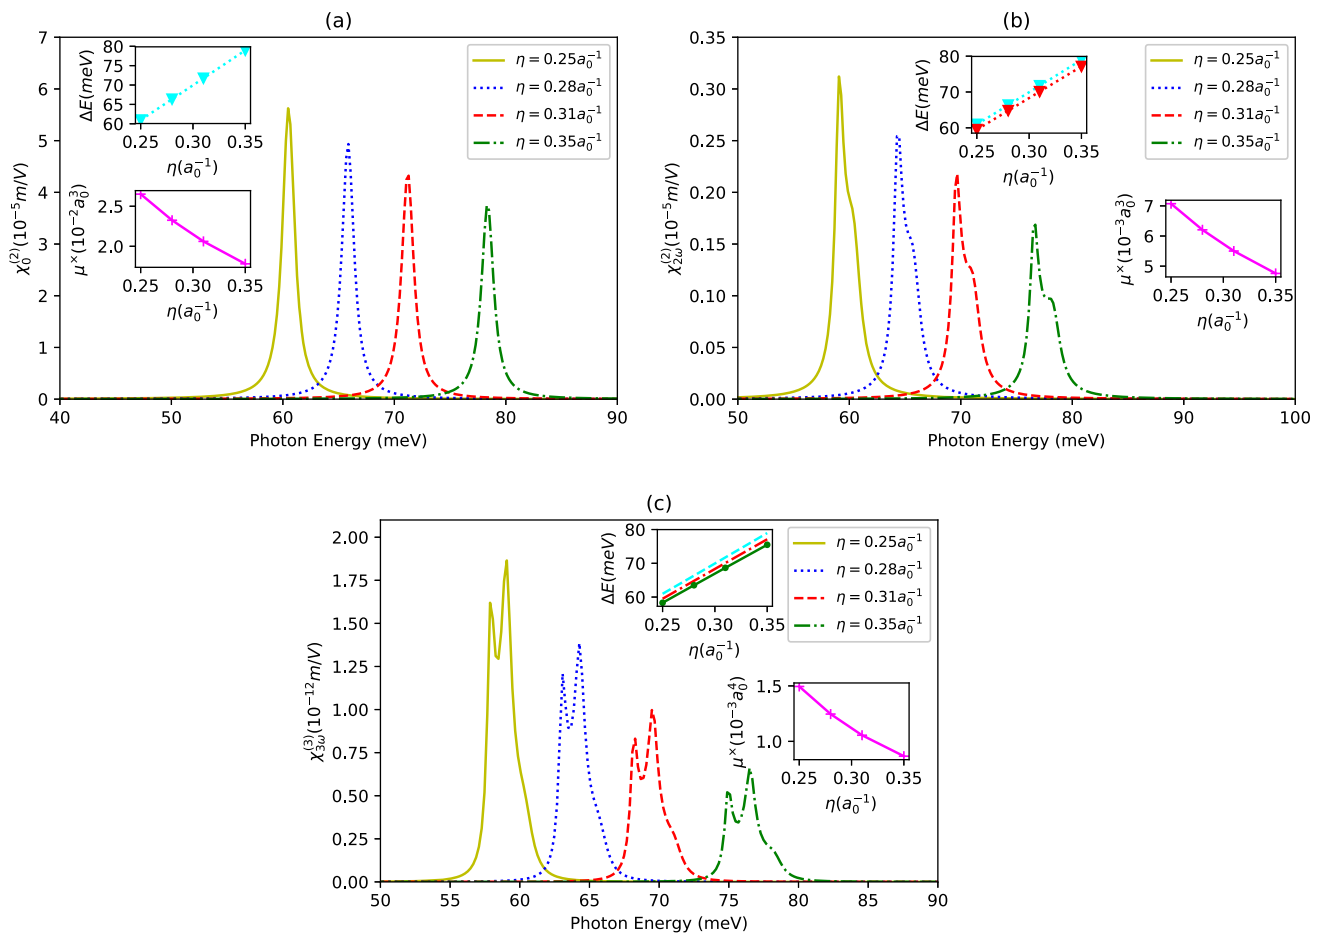 (a)
χ₀⁽²⁾(10⁻⁵m/V)
7
6
5
4
3
2
1
0
40
50
60
70
80
90
Photon Energy (meV)
η = 0.25a₀⁻¹
η = 0.28a₀⁻¹
η = 0.31a₀⁻¹
η = 0.35a₀⁻¹
ΔE(meV)
80
75
70
65
60
0.25
0.30
0.35
η(a₀⁻¹)
μ×(10⁻²a₀³)
2.5
2.0
0.25
0.30
0.35
η(a₀⁻¹)
(b)
χ₂ω⁽²⁾(10⁻⁵m/V)
0.35
0.30
0.25
0.20
0.15
0.10
0.05
0.00
50
60
70
80
90
100
Photon Energy (meV)
ΔE(meV)
80
70
60
0.25
0.30
0.35
η(a₀⁻¹)
η = 0.25a₀⁻¹
η = 0.28a₀⁻¹
η = 0.31a₀⁻¹
η = 0.35a₀⁻¹
μ×(10⁻³a₀³)
7
6
5
0.25
0.30
0.35
η(a₀⁻¹)
(c)
χ₃ω⁽³⁾(10⁻¹²m/V)
2.00
1.75
1.50
1.25
1.00
0.75
0.50
0.25
0.00
50
55
60
65
70
75
80
85
90
Photon Energy (meV)
ΔE(meV)
80
70
60
0.25
0.30
0.35
η(a₀⁻¹)
η = 0.25a₀⁻¹
η = 0.28a₀⁻¹
η = 0.31a₀⁻¹
η = 0.35a₀⁻¹
μ×(10⁻³a₀⁴)
1.5
1.0
0.25
0.30
0.35
η(a₀⁻¹)